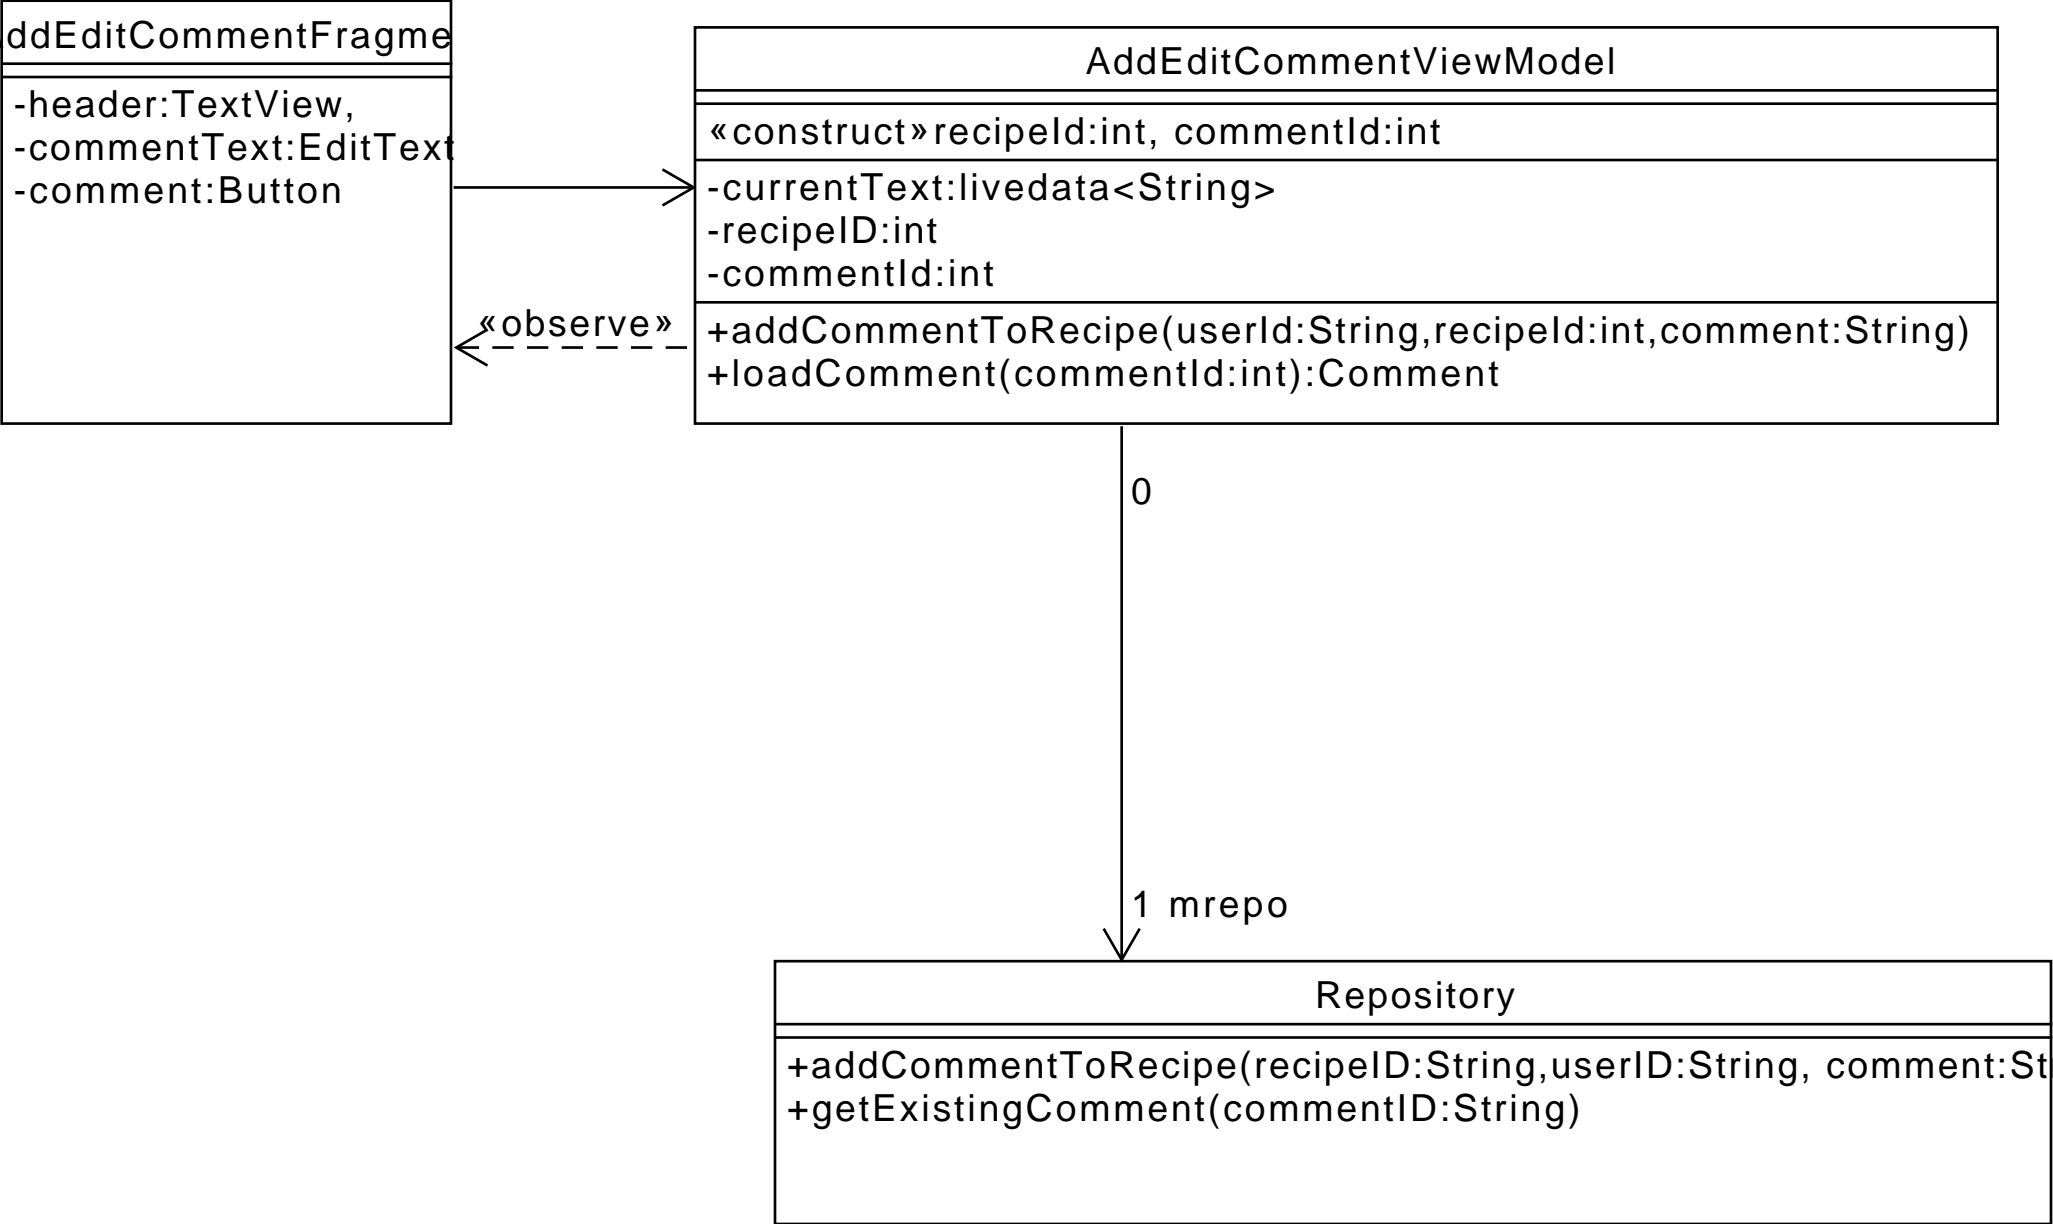 ddEditCommentFragme
-header:TextView,
-commentText:EditText
-comment:Button
AddEditCommentViewModel
«construct»recipeId:int, commentId:int
-currentText:livedata<String>
-recipeID:int
-commentId:int
+addCommentToRecipe(userId:String,recipeId:int,comment:String)
+loadComment(commentId:int):Comment
«observe»
0
1 mrepo
Repository
+addCommentToRecipe(recipeID:String,userID:String, comment:St
+getExistingComment(commentID:String)